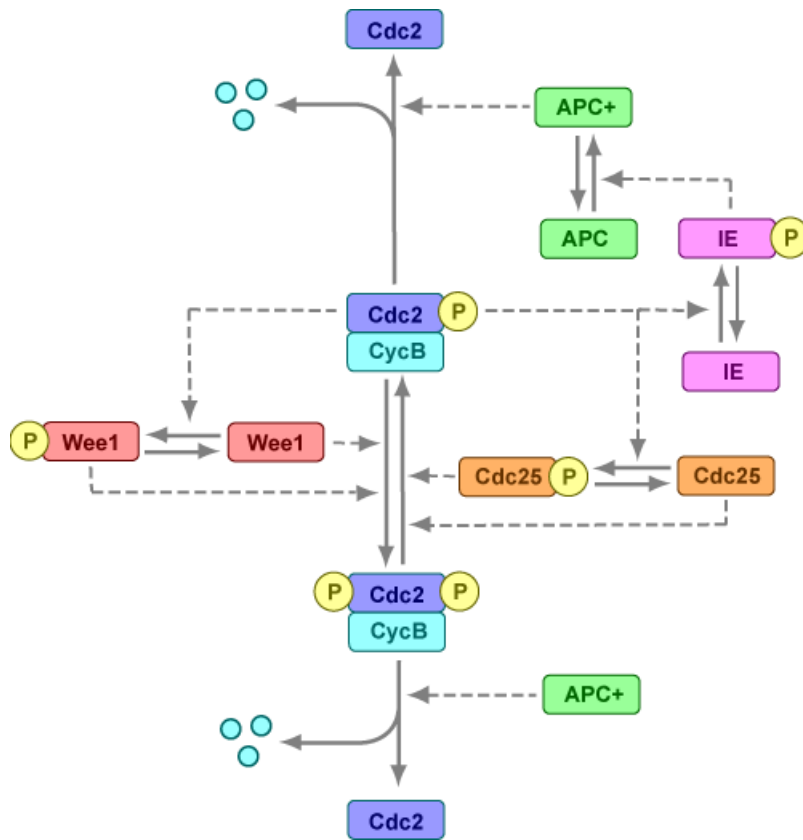 Cdc2
APC+
APC
IE P
Cdc2 P
CycB
IE
P Wee1
Wee1
Cdc25 P
Cdc25
P Cdc2 P
CycB
APC+
Cdc2